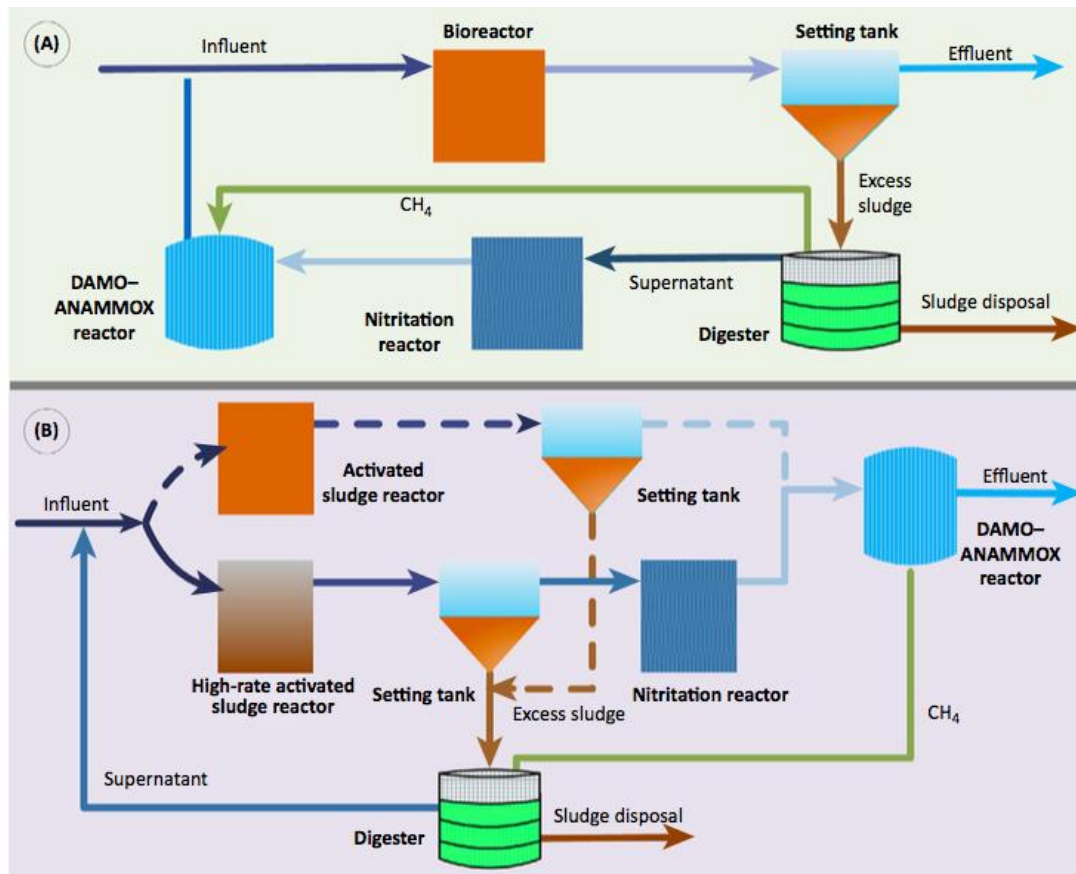 (A)
Influent
Bioreactor
Setting tank
Effluent
Excess
sludge
CH₄
DAMO–
ANAMMOX
reactor
Nitritation
reactor
Supernatant
Digester
Sludge disposal
(B)
Influent
Activated
sludge reactor
Setting tank
Effluent
DAMO–
ANAMMOX
reactor
High-rate activated
sludge reactor
Setting tank
Excess sludge
Nitritation reactor
CH₄
Supernatant
Digester
Sludge disposal